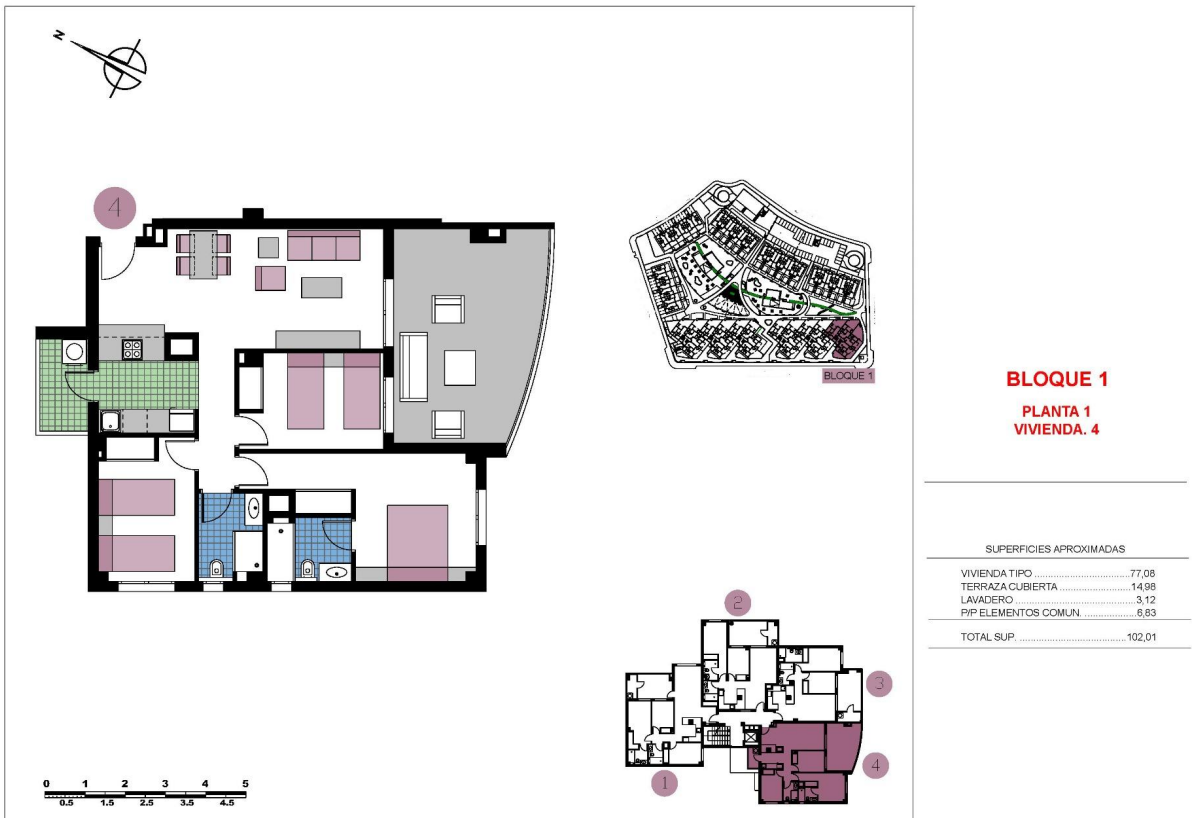 N
4
BLOQUE 1
BLOQUE 1
PLANTA 1
VIVIENDA. 4
SUPERFICIES APROXIMADAS
VIVIENDA TIPO ................................77,08
TERRAZA CUBIERTA ......................14,98
LAVADERO ....................................3,12
P/P ELEMENTOS COMUN. ...............6,83
TOTAL SUP. ...................................102,01
2
3
4
1
0 1 2 3 4 5
0.5 1.5 2.5 3.5 4.5